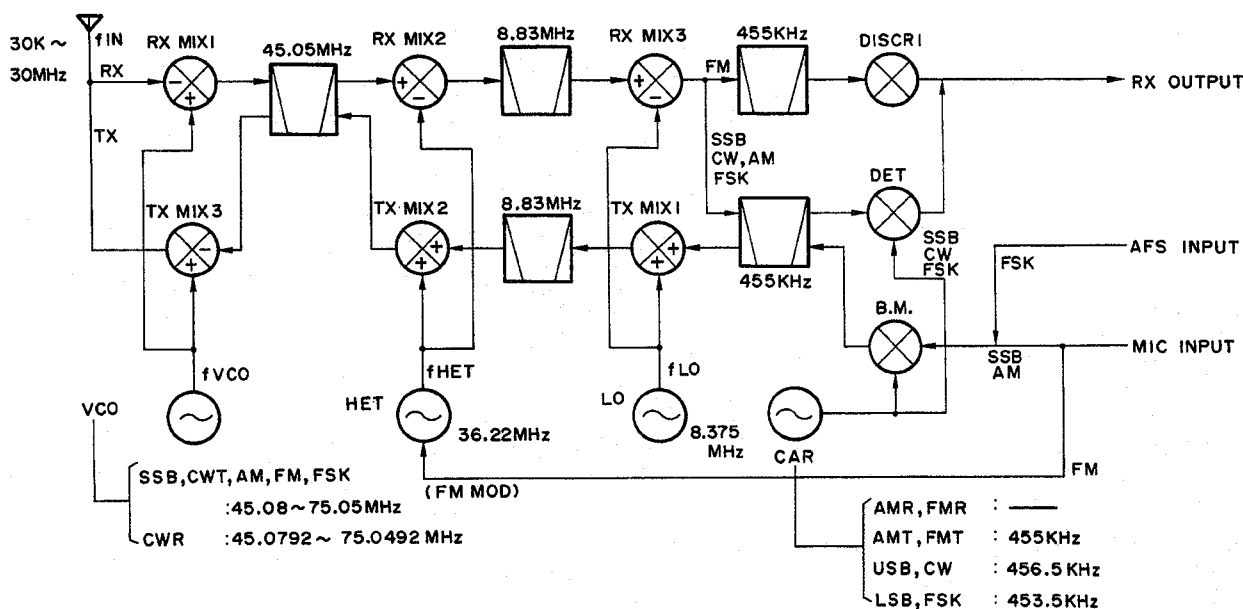 30K ~
30MHz
fIN
RX
TX
RX MIX1
45.05MHz
RX MIX2
8.83MHz
RX MIX3
FM
455KHz
DISCRI
RX OUTPUT
SSB
CW, AM
FSK
TX MIX3
TX MIX2
8.83MHz
TX MIX1
455KHz
DET
SSB
CW
FSK
AFS INPUT
FSK
B.M.
MIC INPUT
SSB
AM
fVCO
VCO
fHET
HET
36.22MHz
fLO
LO
8.375
MHz
CAR
FM
(FM MOD)
SSB, CWT, AM, FM, FSK
:45.08~75.05MHz
CWR :45.0792~ 75.0492 MHz
AMR, FMR : —
AMT, FMT : 455KHz
USB, CW : 456.5KHz
LSB, FSK : 453.5KHz
- + + - + - - + + + + +